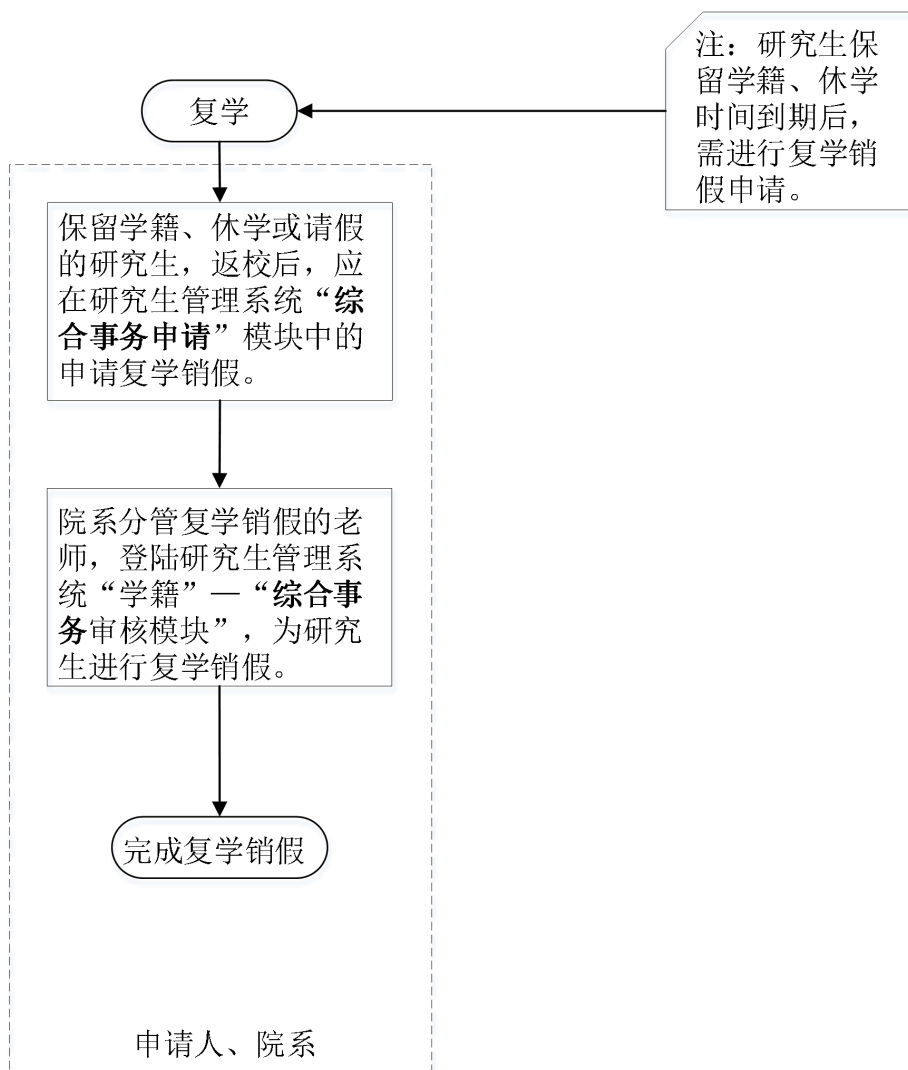 注：研究生保
留学籍、休学
时间到期后，
需进行复学销
假申请。
复学
保留学籍、休学或请假
的研究生，返校后，应
在研究生管理系统“综
合事务申请”模块中的
申请复学销假。
院系分管复学销假的老
师，登陆研究生管理系
统“学籍”—“综合事
务审核模块”，为研究
生进行复学销假。
完成复学销假
申请人、院系